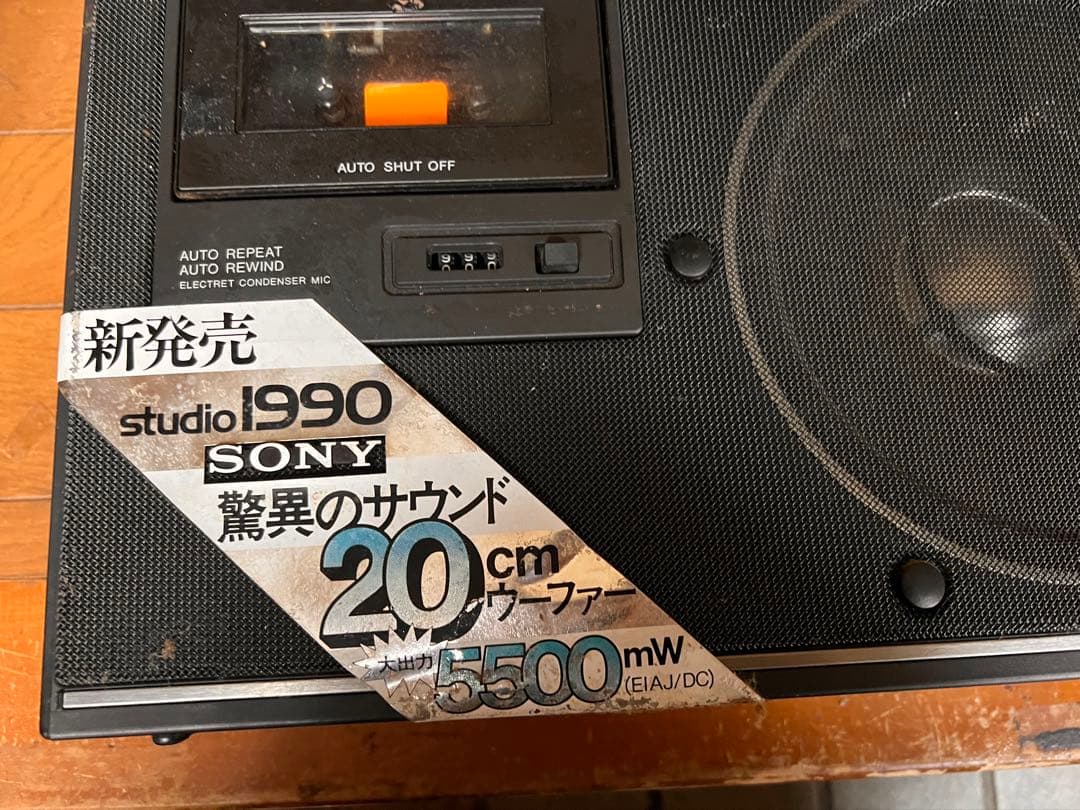 AUTO SHUT OFF
AUTO REPEAT
AUTO REWIND
ELECTRET CONDENSER MIC
新発売
studio 1990
SONY
驚異のサウンド
20cm
ウーファー
大出力 5500mW
(EIAJ/DC)